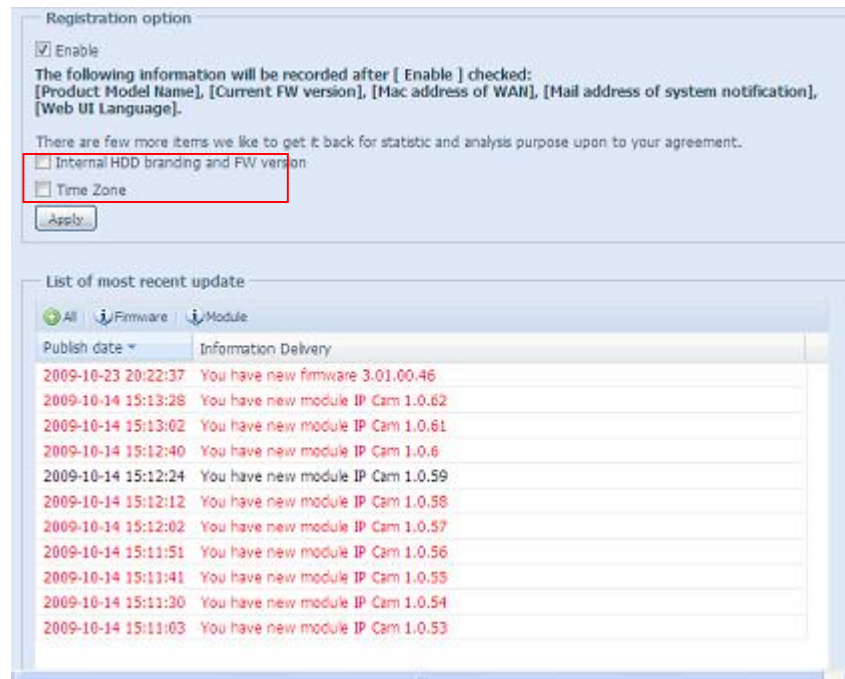 Registration option
Enable
The following information will be recorded after [ Enable ] checked:
[Product Model Name], [Current FW version], [Mac address of WAN], [Mail address of system notification],
[Web UI Language].
There are few more items we like to get it back for statistic and analysis purpose upon to your agreement.
Internal HDD branding and FW version
Time Zone
Apply
List of most recent update
All Firmware Module
Publish date Information Delivery
2009-10-23 20:22:37 You have new firmware 3.01.00.46
2009-10-14 15:13:28 You have new module IP Cam 1.0.62
2009-10-14 15:13:02 You have new module IP Cam 1.0.61
2009-10-14 15:12:40 You have new module IP Cam 1.0.6
2009-10-14 15:12:24 You have new module IP Cam 1.0.59
2009-10-14 15:12:12 You have new module IP Cam 1.0.58
2009-10-14 15:12:02 You have new module IP Cam 1.0.57
2009-10-14 15:11:51 You have new module IP Cam 1.0.56
2009-10-14 15:11:41 You have new module IP Cam 1.0.55
2009-10-14 15:11:30 You have new module IP Cam 1.0.54
2009-10-14 15:11:03 You have new module IP Cam 1.0.53